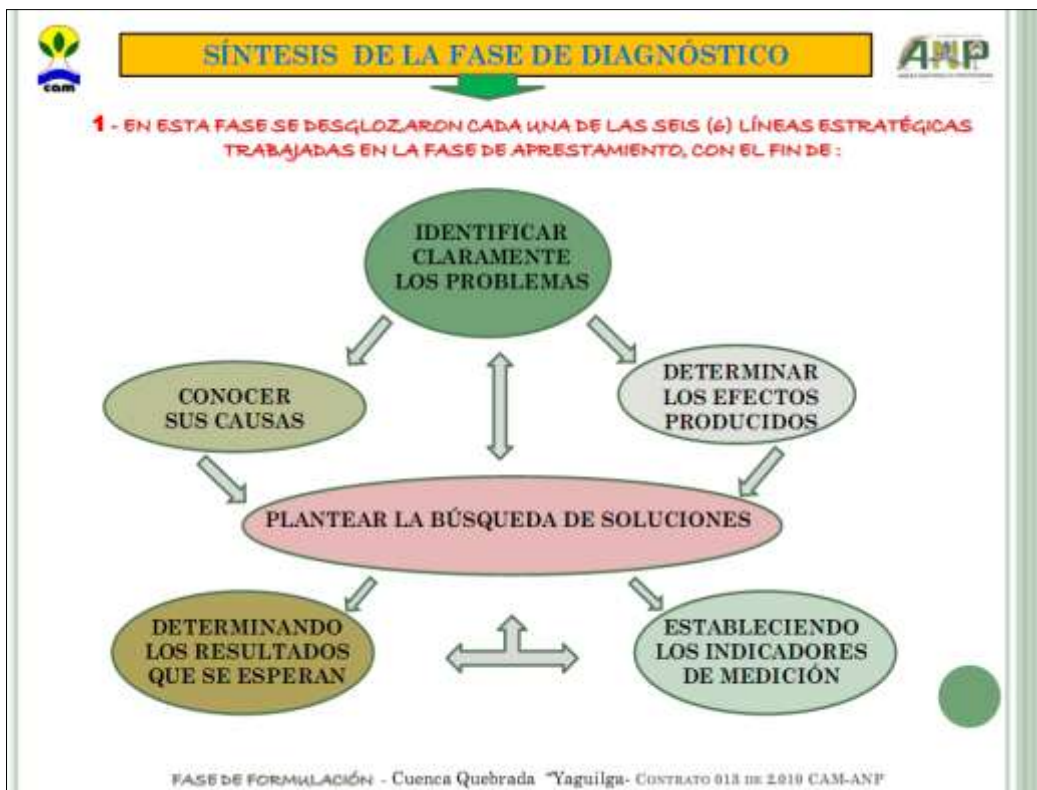 SÍNTESIS DE LA FASE DE DIAGNÓSTICO
cam
ANP
1 - EN ESTA FASE SE DESGLOZARON CADA UNA DE LAS SEIS (6) LÍNEAS ESTRATÉGICAS
TRABAJADAS EN LA FASE DE APRESTAMIENTO, CON EL FIN DE :
IDENTIFICAR
CLARAMENTE
LOS PROBLEMAS
CONOCER
SUS CAUSAS
DETERMINAR
LOS EFECTOS
PRODUCIDOS
PLANTEAR LA BÚSQUEDA DE SOLUCIONES
DETERMINANDO
LOS RESULTADOS
QUE SE ESPERAN
ESTABLECIENDO
LOS INDICADORES
DE MEDICIÓN
FASE DE FORMULACIÓN - Cuenca Quebrada "Yaguilga- CONTRATO 013 DE 2.010 CAM-ANP